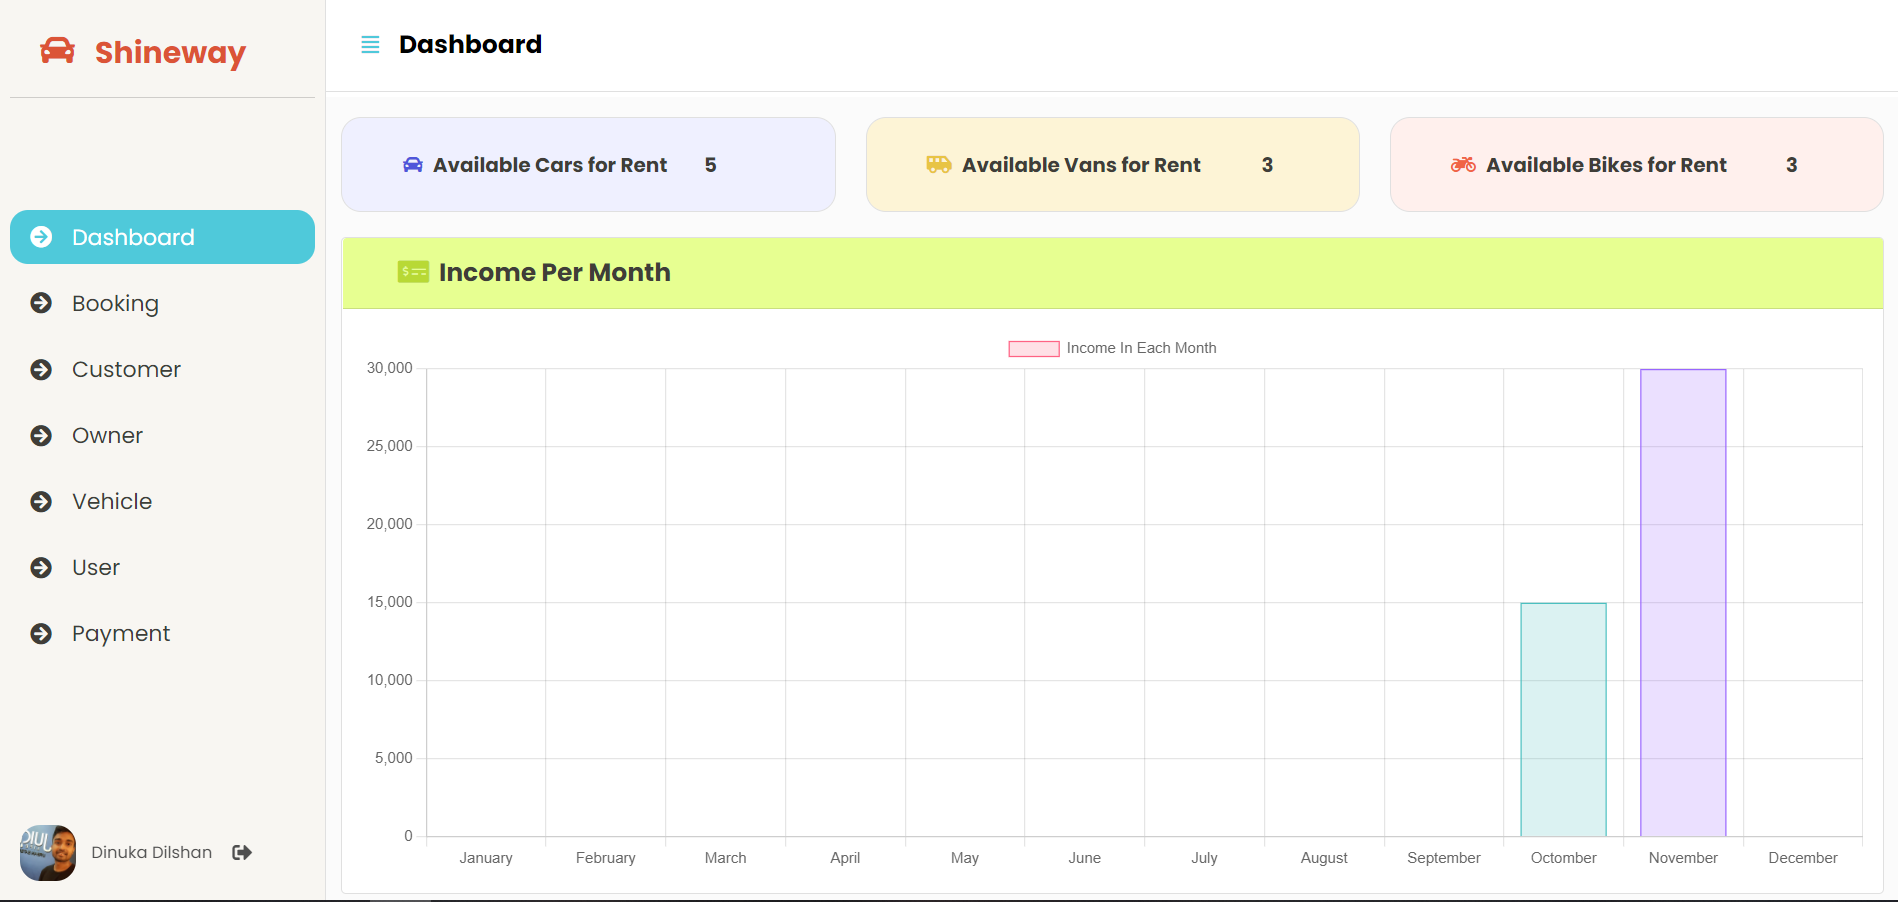 Shineway
Dashboard
Booking
Customer
Owner
Vehicle
User
Payment
Dinuka Dilshan
Dashboard
Available Cars for Rent 5
Available Vans for Rent 3
Available Bikes for Rent 3
Income Per Month
Income In Each Month
30,000
25,000
20,000
15,000
10,000
5,000
0
January February March April May June July August September Octomber November December